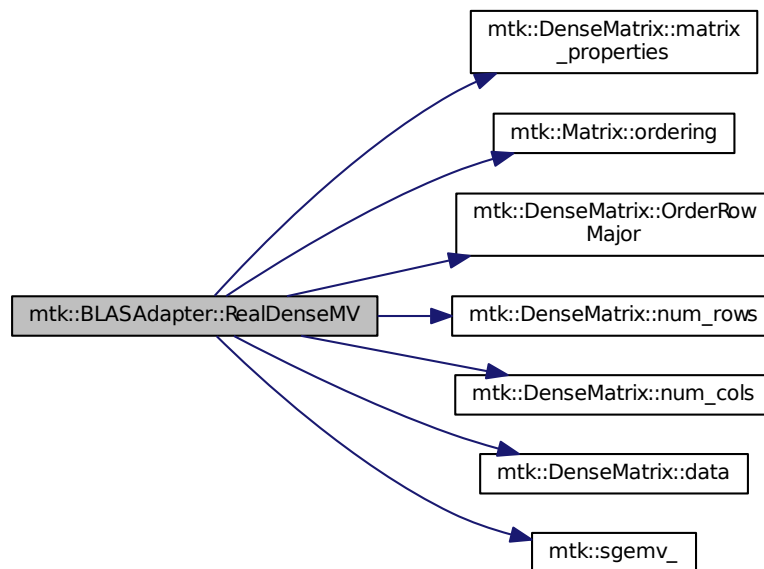 mtk::DenseMatrix::matrix
_properties
mtk::Matrix::ordering
mtk::DenseMatrix::OrderRow
Major
mtk::BLASAdapter::RealDenseMV
mtk::DenseMatrix::num_rows
mtk::DenseMatrix::num_cols
mtk::DenseMatrix::data
mtk::sgemv_